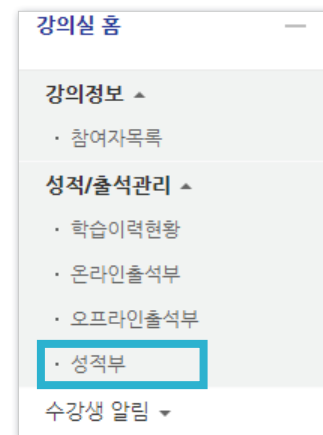 강의실 홈
강의정보
· 참여자목록
성적/출석관리
· 학습이력현황
· 온라인출석부
· 오프라인출석부
· 성적부
수강생 알림